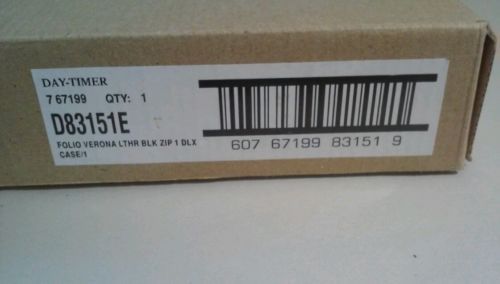 DAY-TIMER
7 67199 QTY: 1
D83151E
FOLIO VERONA LTHR BLK ZIP 1 DLX
CASE/1
607 67199 83151 9